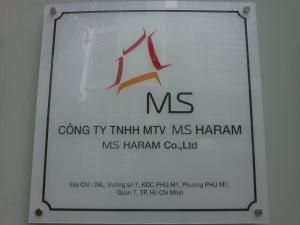 MS
CÔNG TY TNHH MTV MS HARAM
MS HARAM Co.,Ltd
Địa Chỉ : 24L, Đường số 7, KDC PHÚ MỸ, Phường PHÚ MỸ,
Quận 7, TP. Hồ Chí Minh